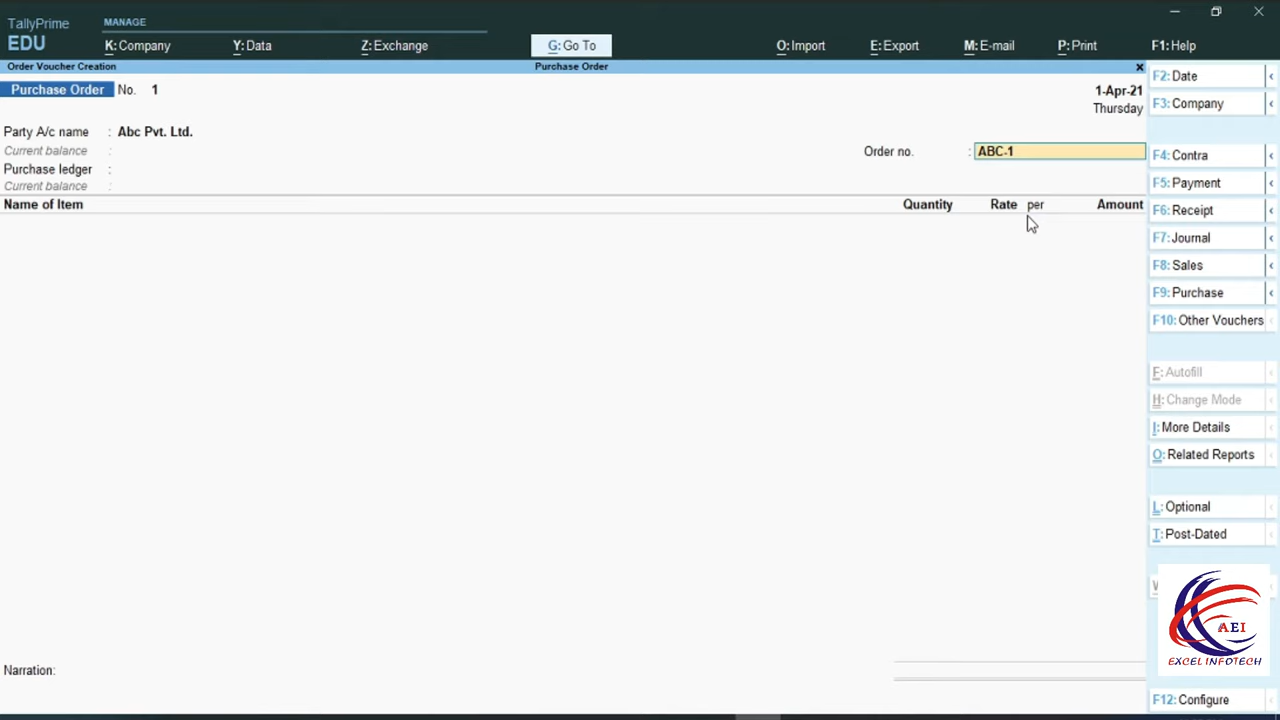 TallyPrime
EDU
MANAGE
K: Company Y: Data Z: Exchange G: Go To O: Import E: Export M: E-mail P: Print F1: Help
Order Voucher Creation Purchase Order x
Purchase Order No. 1 1-Apr-21
Thursday
Party A/c name : Abc Pvt. Ltd.
Current balance :
Order no. : ABC-1
Purchase ledger :
Current balance :
Name of Item Quantity Rate per Amount
Narration:
F2: Date
F3: Company
F4: Contra
F5: Payment
F6: Receipt
F7: Journal
F8: Sales
F9: Purchase
F10: Other Vouchers
F: Autofill
H: Change Mode
I: More Details
O: Related Reports
L: Optional
T: Post-Dated
AEI
EXCEL INFOTECH
F12: Configure